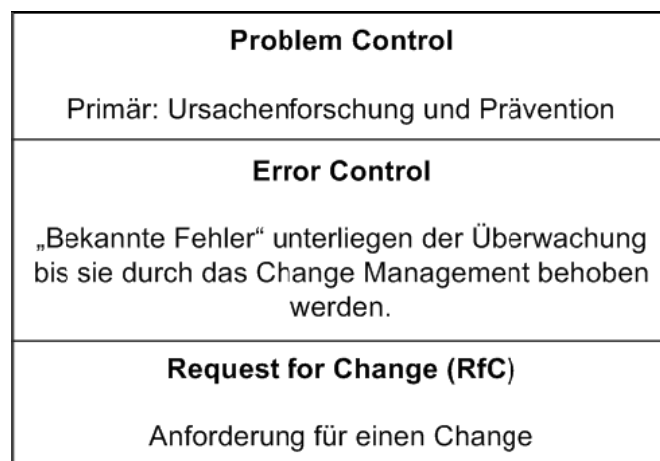 Problem Control
Primär: Ursachenforschung und Prävention
Error Control
„Bekannte Fehler“ unterliegen der Überwachung
bis sie durch das Change Management behoben
werden.
Request for Change (RfC)
Anforderung für einen Change